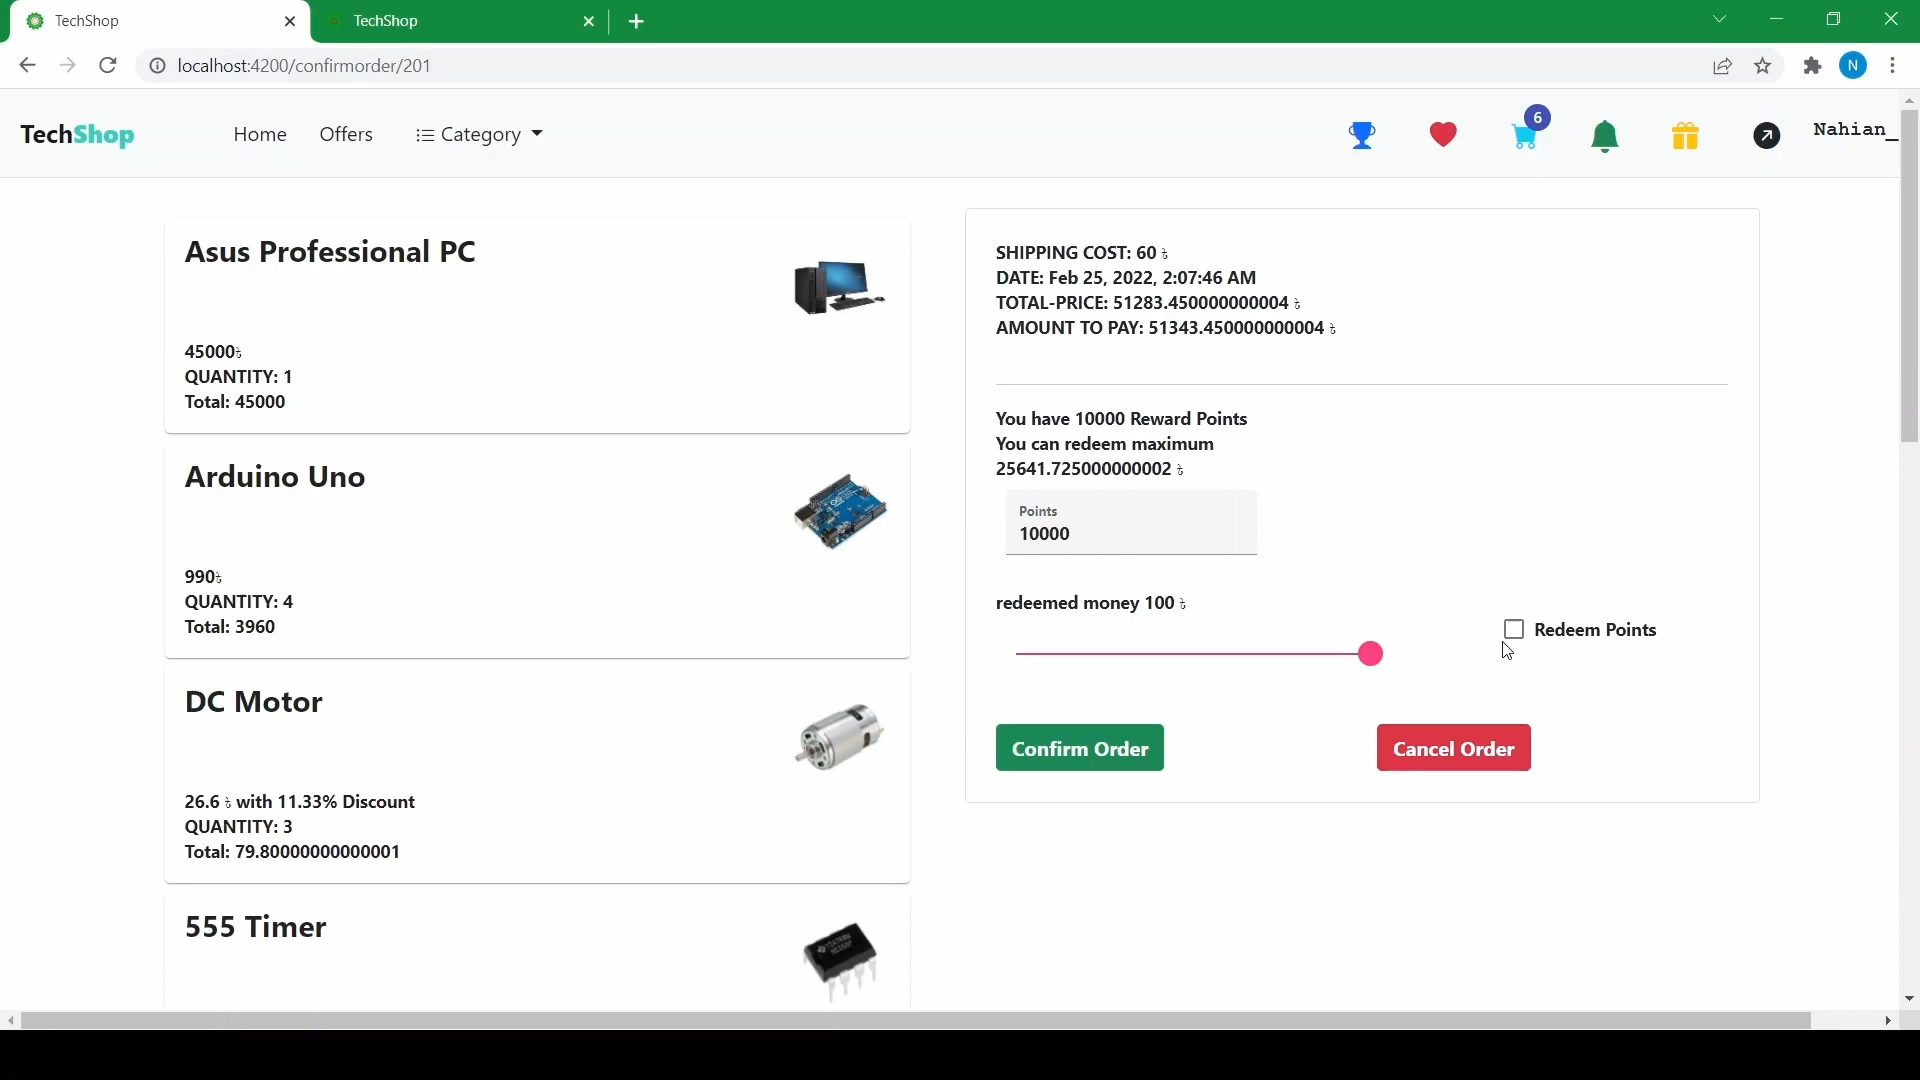 TechShop
TechShop
localhost:4200/confirmorder/201
N
TechShop
Home
Offers
Category
6
Nahian_
Asus Professional PC
45000৳
QUANTITY: 1
Total: 45000
Arduino Uno
990৳
QUANTITY: 4
Total: 3960
DC Motor
26.6 ৳ with 11.33% Discount
QUANTITY: 3
Total: 79.80000000000001
555 Timer
SHIPPING COST: 60 ৳
DATE: Feb 25, 2022, 2:07:46 AM
TOTAL-PRICE: 51283.450000000004 ৳
AMOUNT TO PAY: 51343.450000000004 ৳
You have 10000 Reward Points
You can redeem maximum
25641.725000000002 ৳
Points
10000
redeemed money 100 ৳
Redeem Points
Confirm Order
Cancel Order